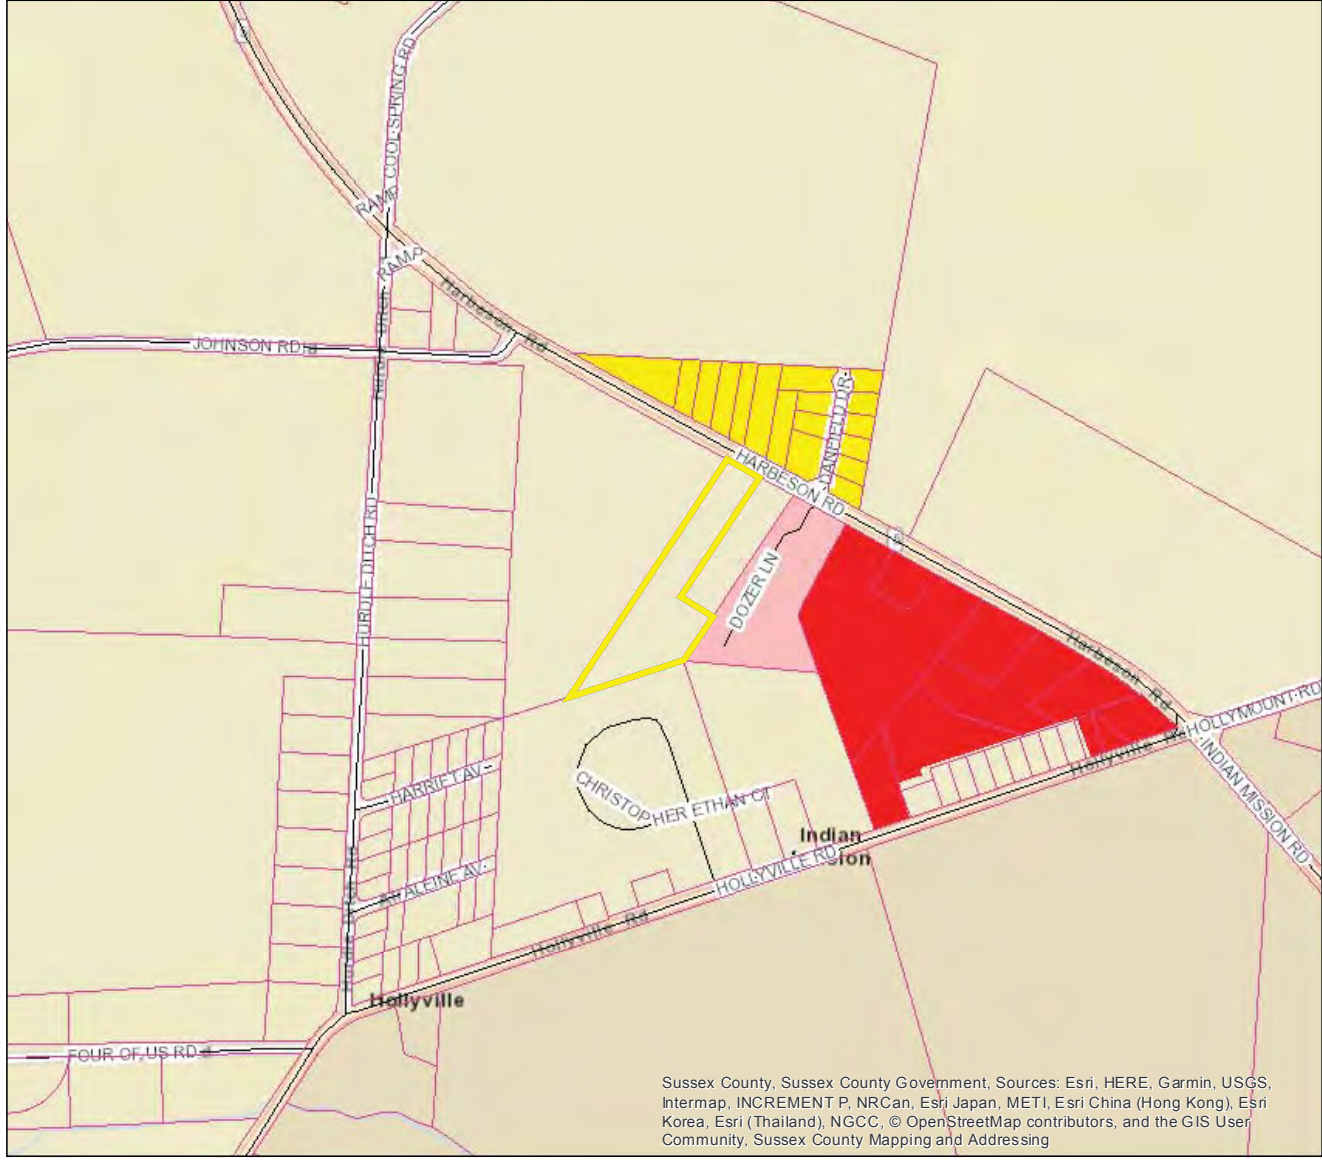 5
COOL SPRING RD
RAMP
RAMP
Harbeson Rd
JOHNSON RD
DANFIELD DR
HARBESON RD
5
HURDLE DITCH RD
DOZER LN
Harbeson Rd
HOLLYMOUNT RD
Hollyville
INDIAN MISSION RD
HARRIET AV
CHRISTOPHER ETHAN CT
Indian
HOLLYVILLE RD
ATALEINE AV
Hollyville Rd
Hollyville
FOUR OF US RD
Sussex County, Sussex County Government, Sources: Esri, HERE, Garmin, USGS,
Intermap, INCREMENT P, NRCan, Esri Japan, METI, Esri China (Hong Kong), Esri
Korea, Esri (Thailand), NGCC, © OpenStreetMap contributors, and the GIS User
Community, Sussex County Mapping and Addressing